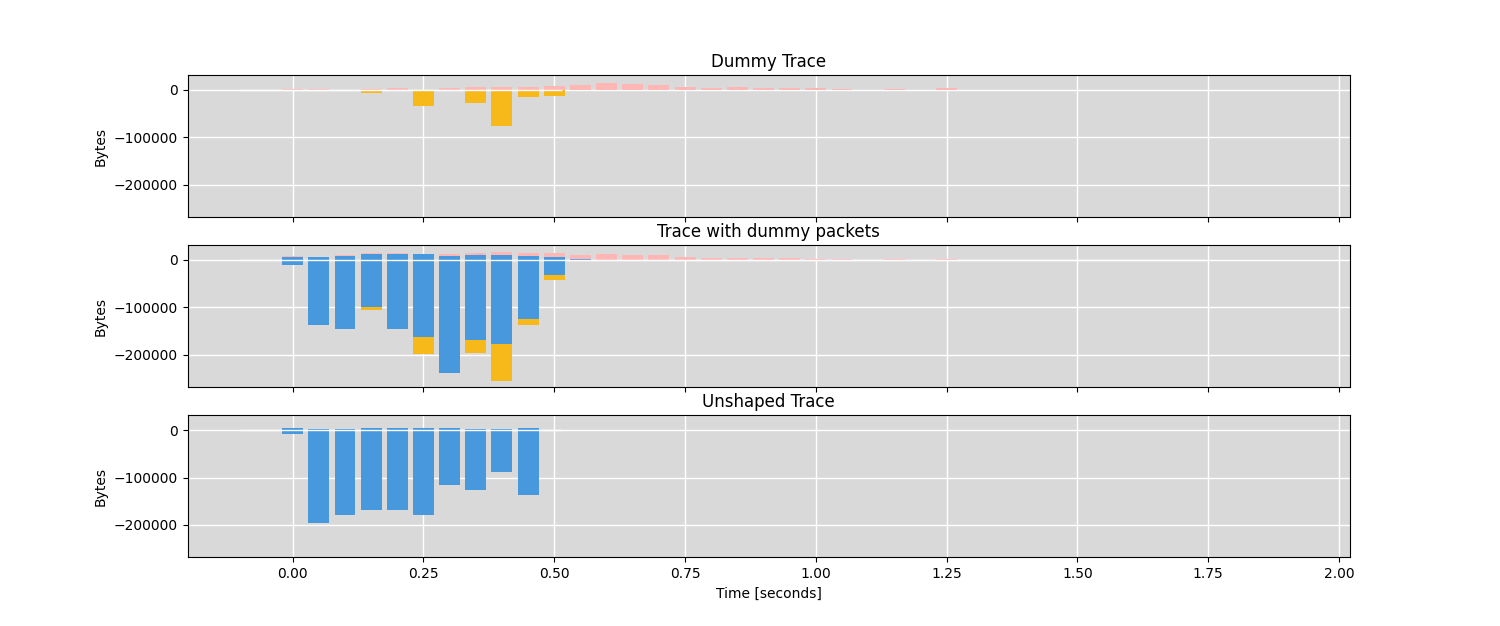 Dummy Trace
0
−100000
−200000
Bytes
Trace with dummy packets
0
−100000
−200000
Bytes
Unshaped Trace
0
−100000
−200000
Bytes
0.00 0.25 0.50 0.75 1.00 1.25 1.50 1.75 2.00
Time [seconds]